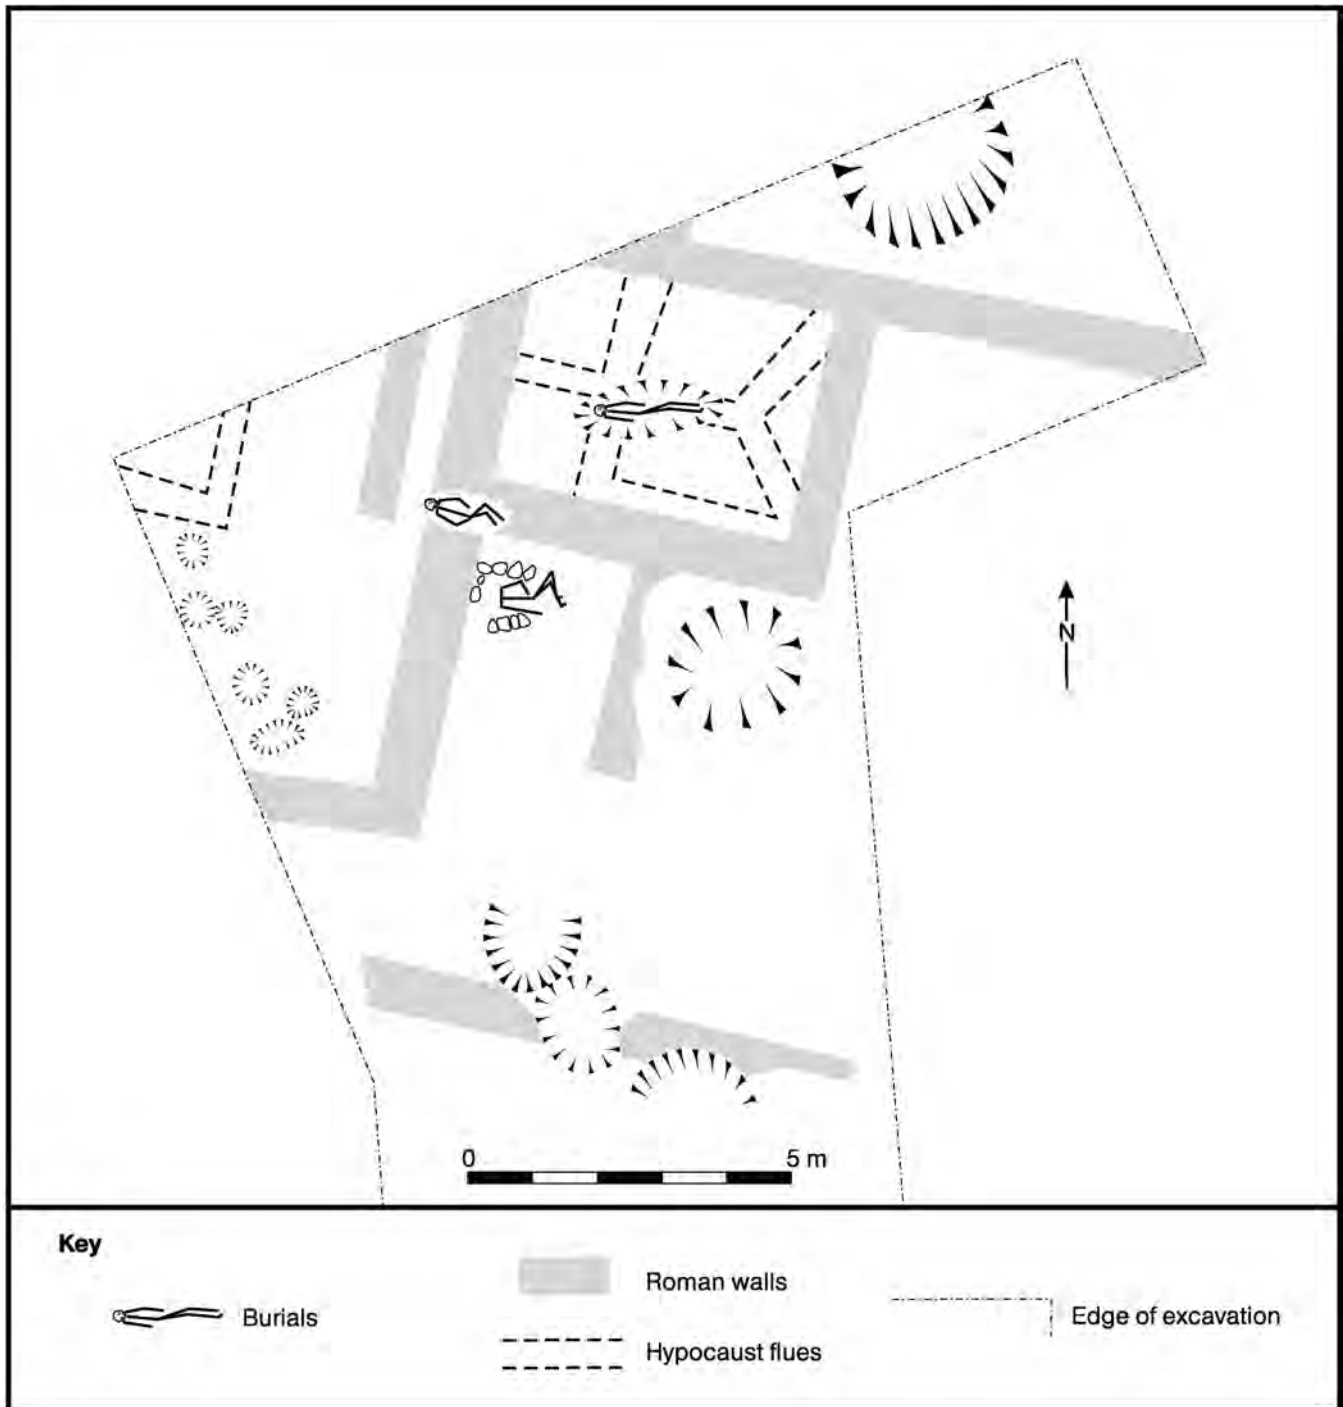 N
0 5 m
Key
Burials
Roman walls
Hypocaust flues
Edge of excavation